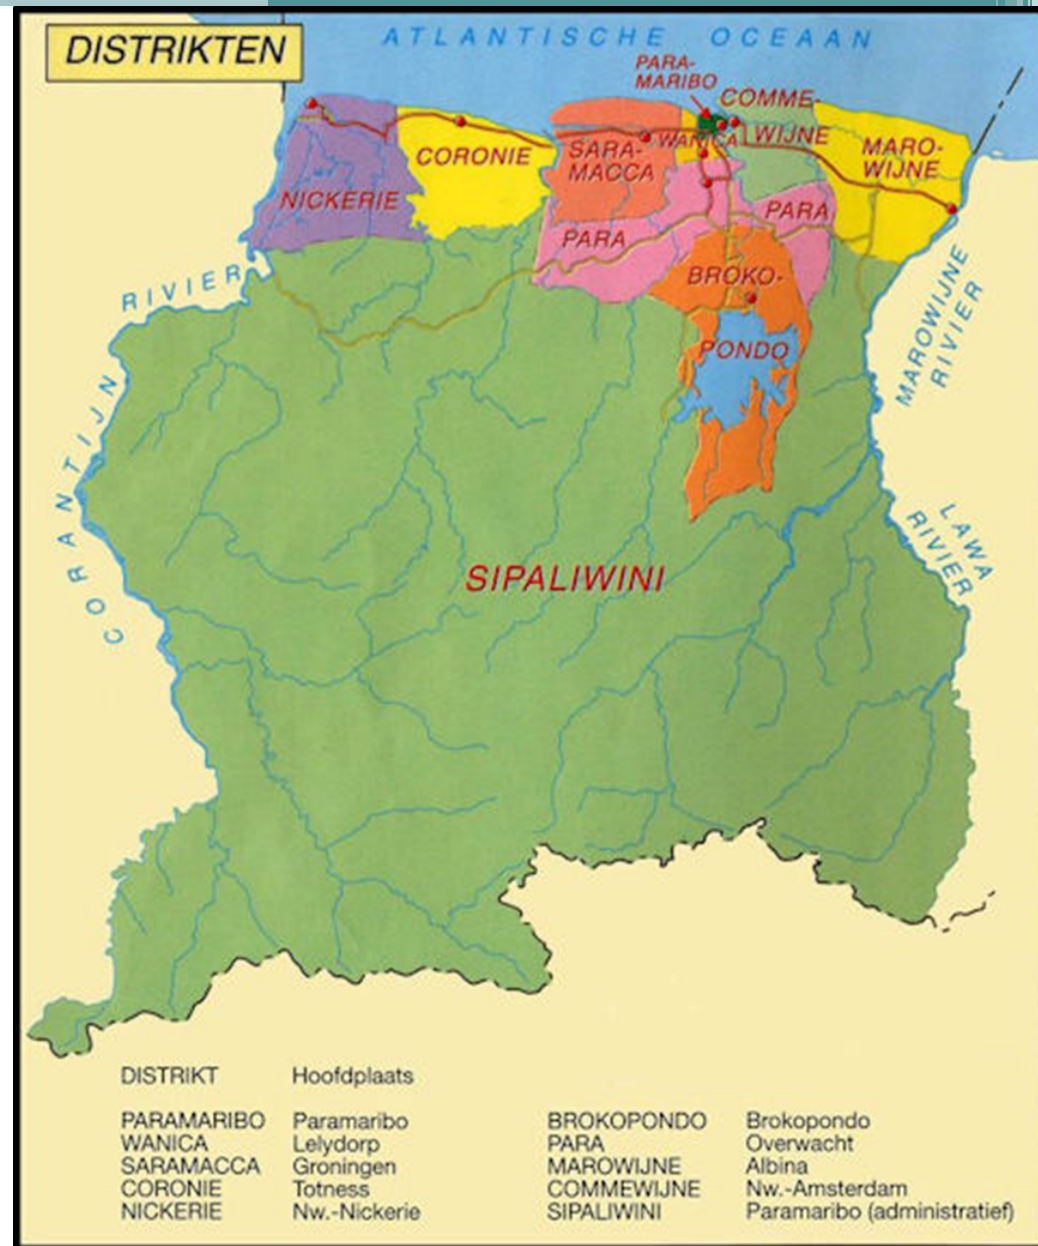 DISTRIKTEN
ATLANTISCHE OCEAAN
PARA-
MARIBO
COMME-
WIJNE
WANICA
MARO-
WIJNE
CORONIE
SARA-
MACCA
NICKERIE
PARA
PARA
BROKO-
PONDO
RIVIER
CORANTIJN
MAROWIJNE
RIVIER
LAWA
RIVIER
SIPALIWINI
DISTRIKT Hoofdplaats
PARAMARIBO Paramaribo
WANICA Lelydorp
SARAMACCA Groningen
CORONIE Totness
NICKERIE Nw.-Nickerie
BROKOPONDO Brokopondo
PARA Overwacht
MAROWIJNE Albina
COMMEWIJNE Nw.-Amsterdam
SIPALIWINI Paramaribo (administratief)